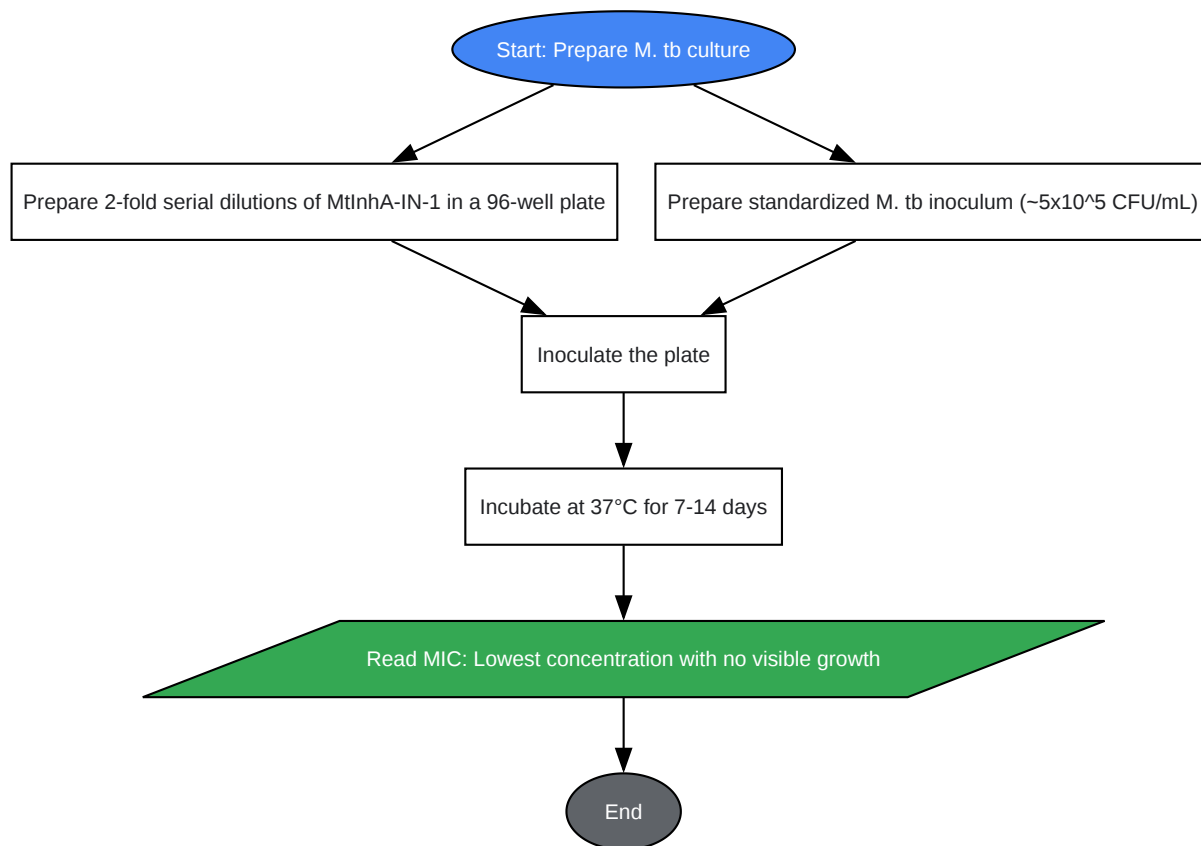 Start: Prepare M. tb culture
Prepare 2-fold serial dilutions of MtInhA-IN-1 in a 96-well plate
Prepare standardized M. tb inoculum (~5x10^5 CFU/mL)
Inoculate the plate
Incubate at 37°C for 7-14 days
Read MIC: Lowest concentration with no visible growth
End